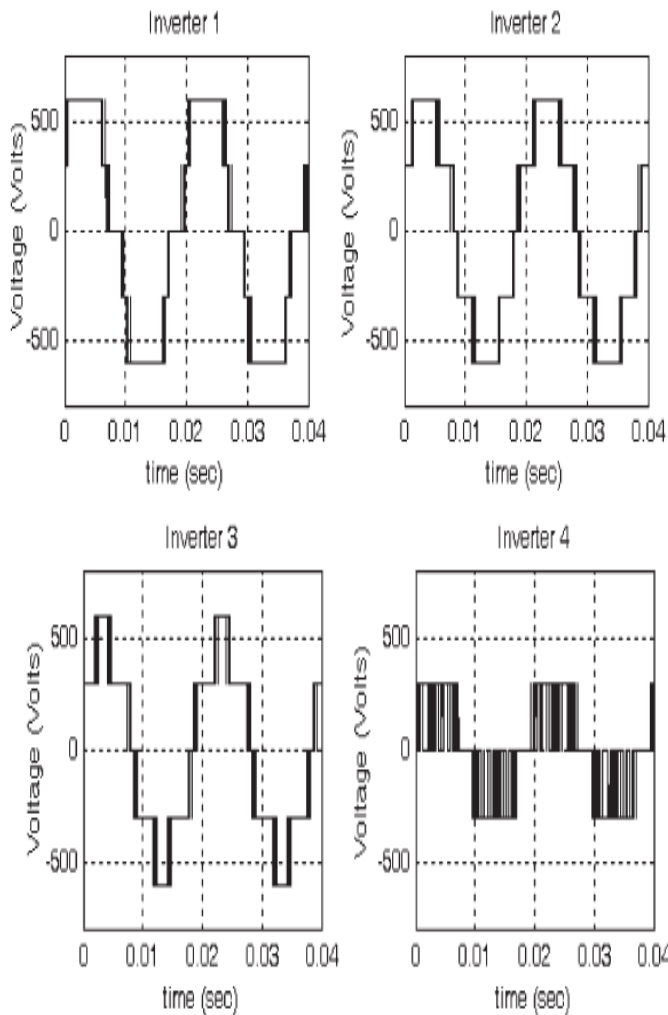 Inverter 1
Inverter 2
Voltage (Volts)
500
0
-500
0 0.01 0.02 0.03 0.04
time (sec)
Voltage (Volts)
500
0
-500
0 0.01 0.02 0.03 0.04
time (sec)
Inverter 3
Inverter 4
Voltage (Volts)
500
0
-500
0 0.01 0.02 0.03 0.04
time (sec)
Voltage (Volts)
500
0
-500
0 0.01 0.02 0.03 0.04
time (sec)